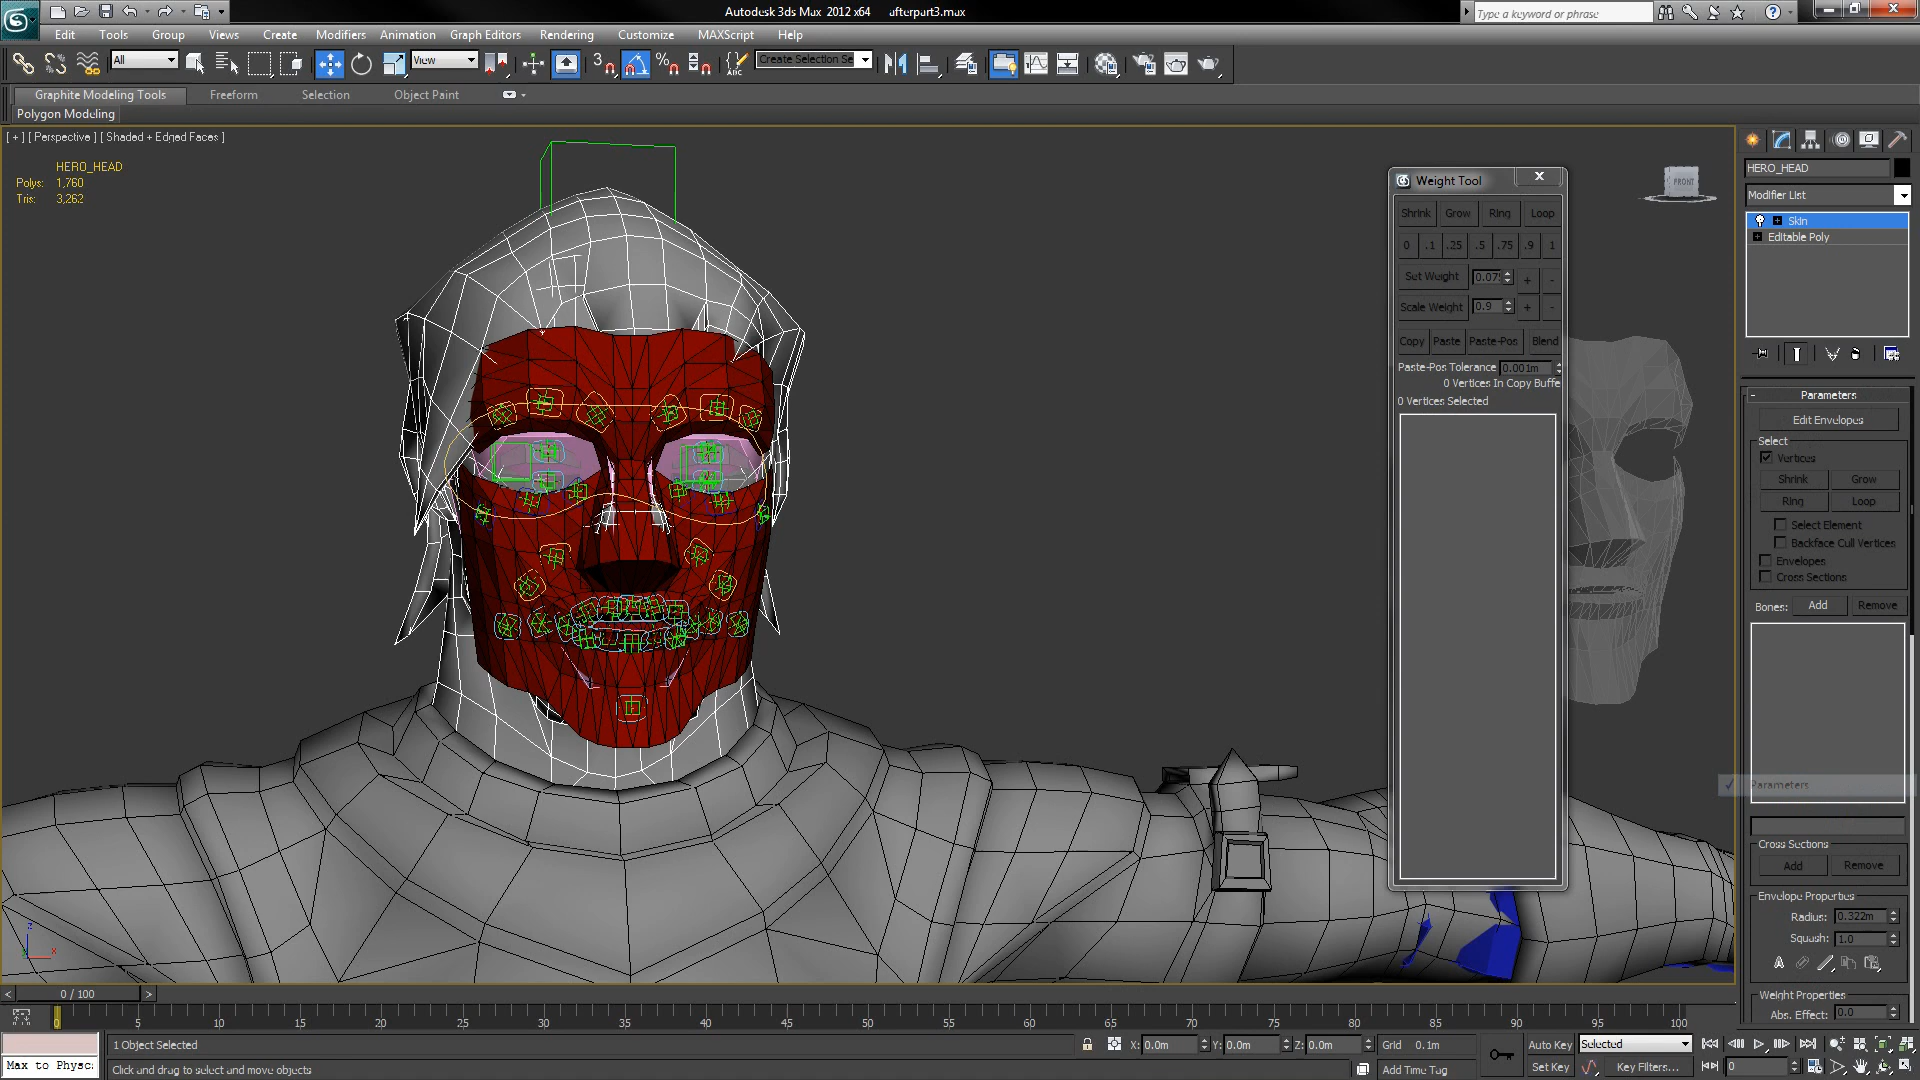 Autodesk 3ds Max 2012 x64 afterpart3.max
Type a keyword or phrase
Edit Tools Group Views Create Modifiers Animation Graph Editors Rendering Customize MAXScript Help
All
View
3
Create Selection Se
Graphite Modeling Tools Freeform Selection Object Paint
Polygon Modeling
[ + ] [ Perspective ] [ Shaded + Edged Faces ]
HERO_HEAD
Polys: 1,760
Tris: 3,262
FRONT
Weight Tool
Shrink Grow Ring Loop
0 .1 .25 .5 .75 .9 1
Set Weight + -
Scale Weight 0.9 + -
Copy Paste Paste-Pos Blend
Paste-Pos Tolerance 0.001m
0 Vertices In Copy Buffe
0 Vertices Selected
HERO_HEAD
Modifier List
Skin
Editable Poly
- Parameters
Edit Envelopes
Select
Vertices
Shrink Grow
Ring Loop
Select Element
Backface Cull Vertices
Envelopes
Cross Sections
Bones: Add Remove
Parameters
Cross Sections
Add Remove
Envelope Properties
Radius: 0.322m
Squash: 1.0
A
Weight Properties
Abs. Effect: 0.0
z
x
< 0 / 100 >
0 5 10 15 20 25 30 35 40 45 50 55 60 65 70 75 80 85 90 95 100
1 Object Selected X: 0.0m Y: 0.0m Z: 0.0m Grid 0.1m Auto Key Selected
Max to Physc: Click and drag to select and move objects Add Time Tag Set Key Key Filters... 0